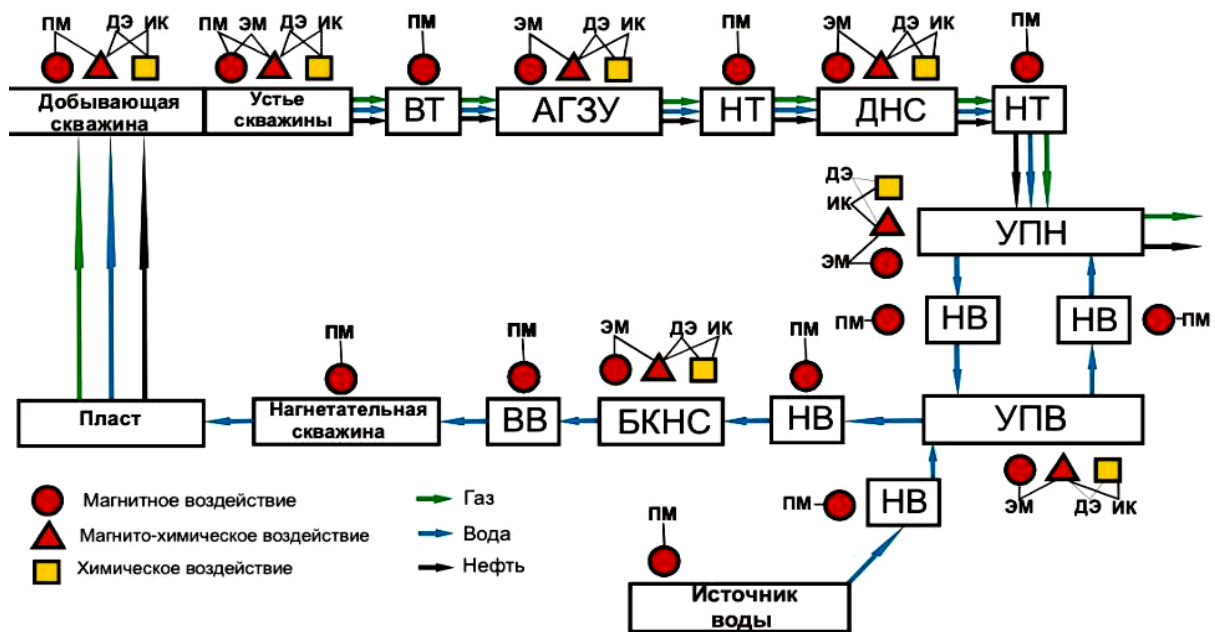 ПМ ДЭ ИК
ПМ ЭМ ДЭ ИК
ПМ
ЭМ ДЭ ИК
ПМ
ЭМ ДЭ ИК
ПМ
Добывающая
скважина
Устье
скважины
ВТ
АГЗУ
НТ
ДНС
НТ
ДЭ
ИК
ЭМ
УПН
ПМ
НВ
НВ
ПМ
ПМ
ПМ
ЭМ ДЭ ИК
ПМ
Пласт
Нагнетательная
скважина
ВВ
БКНС
НВ
УПВ
ЭМ ДЭ ИК
ПМ
НВ
ПМ
Источник
воды
Магнитное воздействие
Магнито-химическое воздействие
Химическое воздействие
Газ
Вода
Нефть